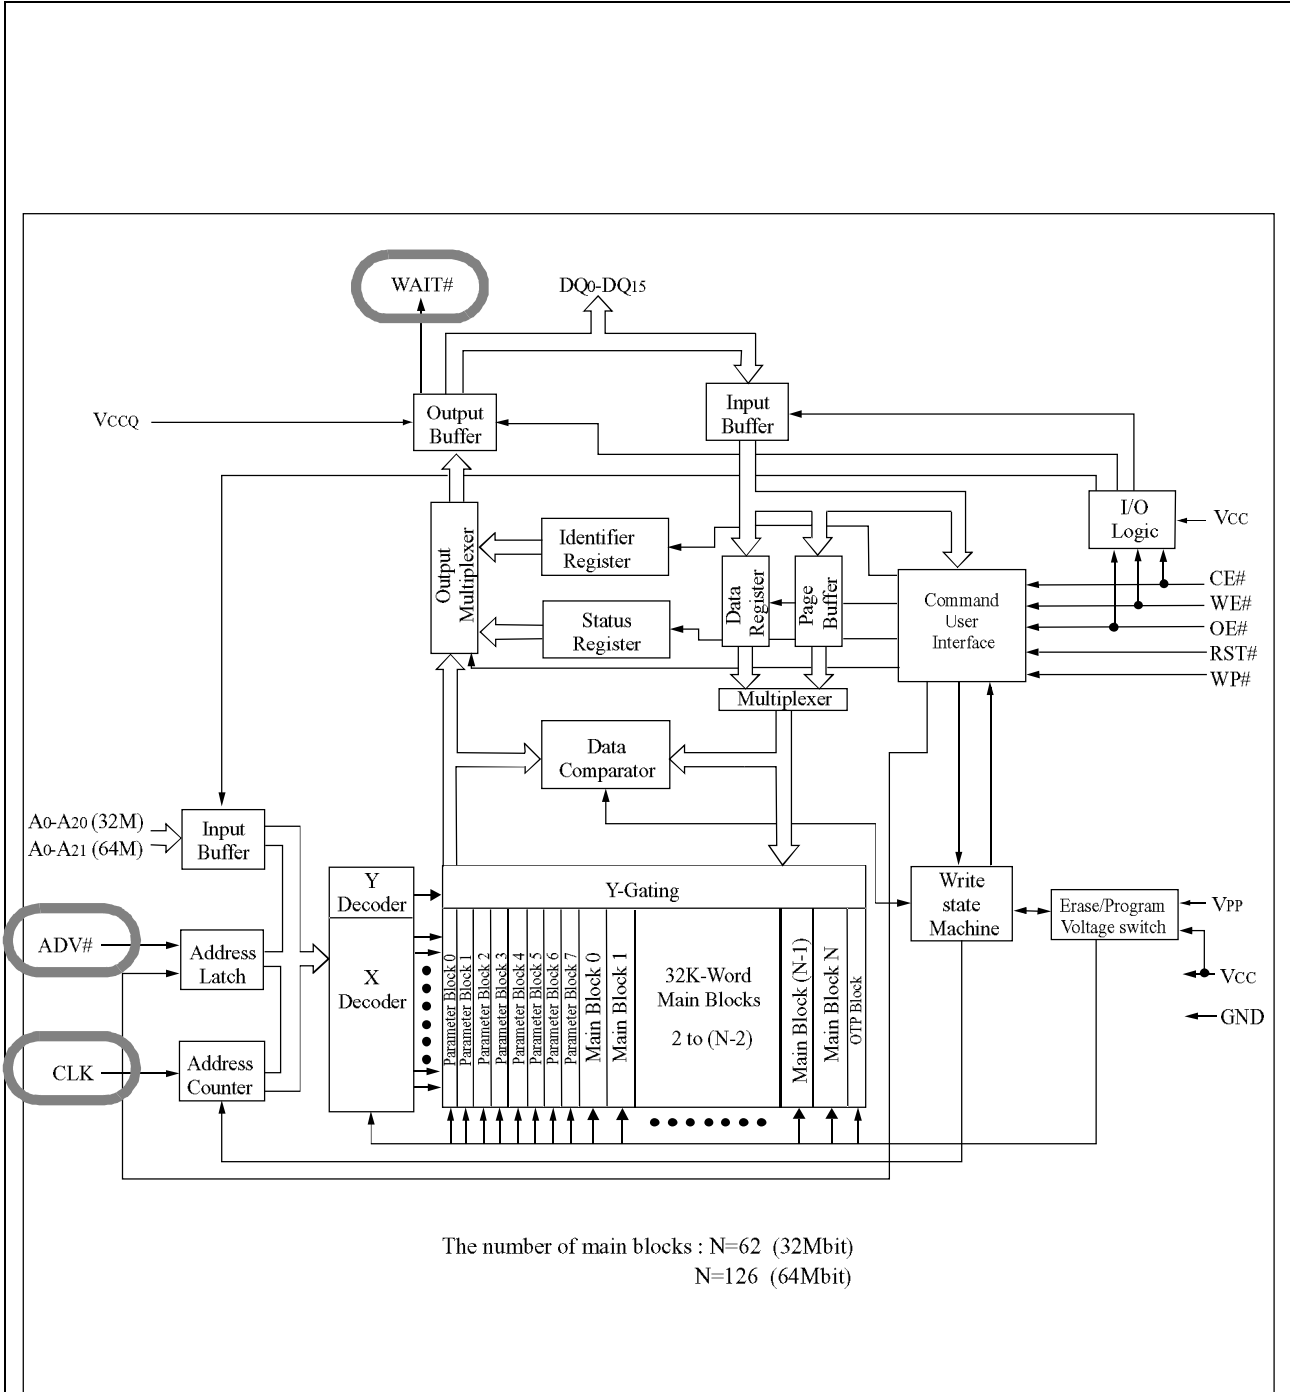 WAIT#
DQ0-DQ15
VCCQ
Output
Buffer
Input
Buffer
I/O
Logic
VCC
Output
Multiplexer
Identifier
Register
Status
Register
Data
Register
Page
Buffer
Command
User
Interface
CE#
WE#
OE#
RST#
WP#
Multiplexer
Data
Comparator
A0-A20 (32M)
A0-A21 (64M)
Input
Buffer
Y
Decoder
Y-Gating
Write
state
Machine
Erase/Program
Voltage switch
VPP
VCC
GND
ADV#
Address
Latch
X
Decoder
CLK
Address
Counter
Parameter Block 0
Parameter Block 1
Parameter Block 2
Parameter Block 3
Parameter Block 4
Parameter Block 5
Parameter Block 6
Parameter Block 7
Main Block 0
Main Block 1
32K-Word
Main Blocks
2 to (N-2)
Main Block (N-1)
Main Block N
OTP Block
The number of main blocks : N=62 (32Mbit)
N=126 (64Mbit)